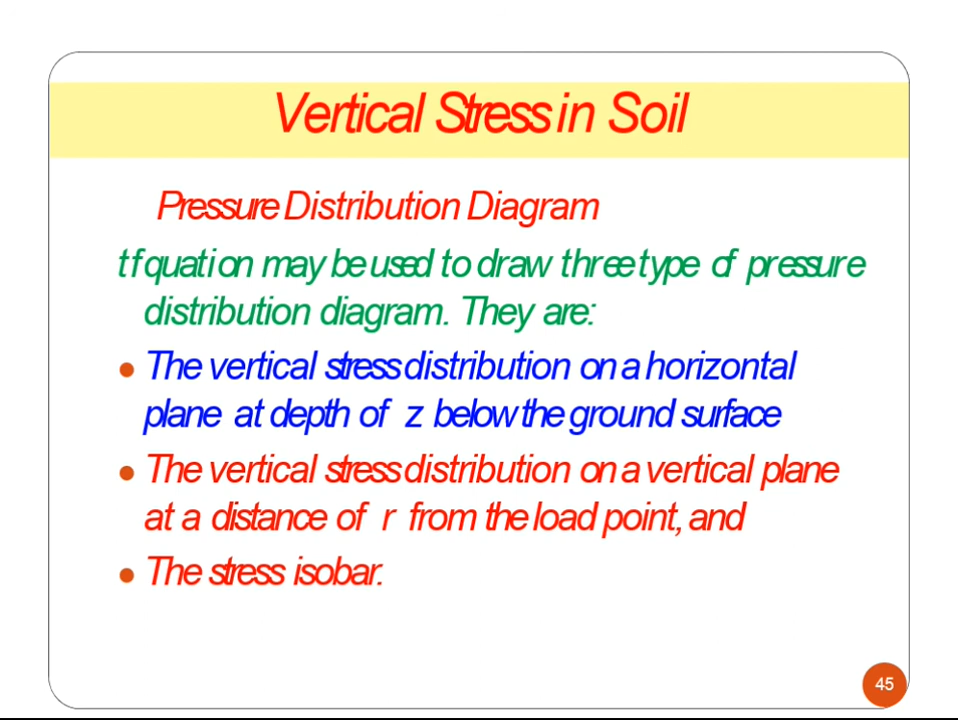 Vertical Stress in Soil
Pressure Distribution Diagram
tfquation may be used to draw three type of pressure
distribution diagram. They are:
● The vertical stress distribution on a horizontal
plane at depth of z below the ground surface
● The vertical stress distribution on a vertical plane
at a distance of r from the load point, and
● The stress isobar.
45